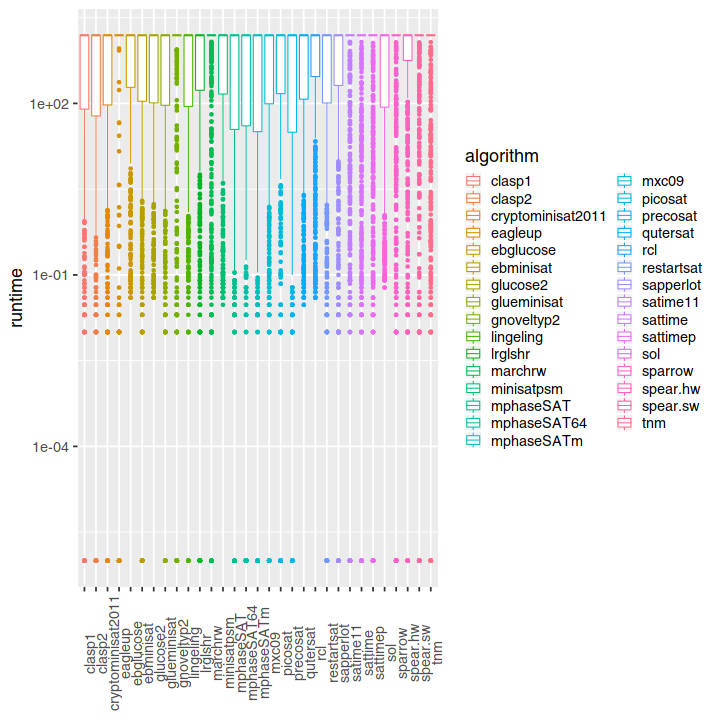 runtime
1e+02
1e-01
1e-04
clasp1
clasp2
cryptominisat2011
eagleup
ebglucose
ebminisat
glucose2
glueminisat
gnoveltyp2
lingeling
lrglshr
marchrw
minisatpsm
mphaseSAT
mphaseSAT64
mphaseSATm
mxc09
picosat
precosat
qutersat
rcl
restartsat
sapperlot
satime11
sattime
sattimep
sol
sparrow
spear.hw
spear.sw
tnm
algorithm
clasp1
clasp2
cryptominisat2011
eagleup
ebglucose
ebminisat
glucose2
glueminisat
gnoveltyp2
lingeling
lrglshr
marchrw
minisatpsm
mphaseSAT
mphaseSAT64
mphaseSATm
mxc09
picosat
precosat
qutersat
rcl
restartsat
sapperlot
satime11
sattime
sattimep
sol
sparrow
spear.hw
spear.sw
tnm